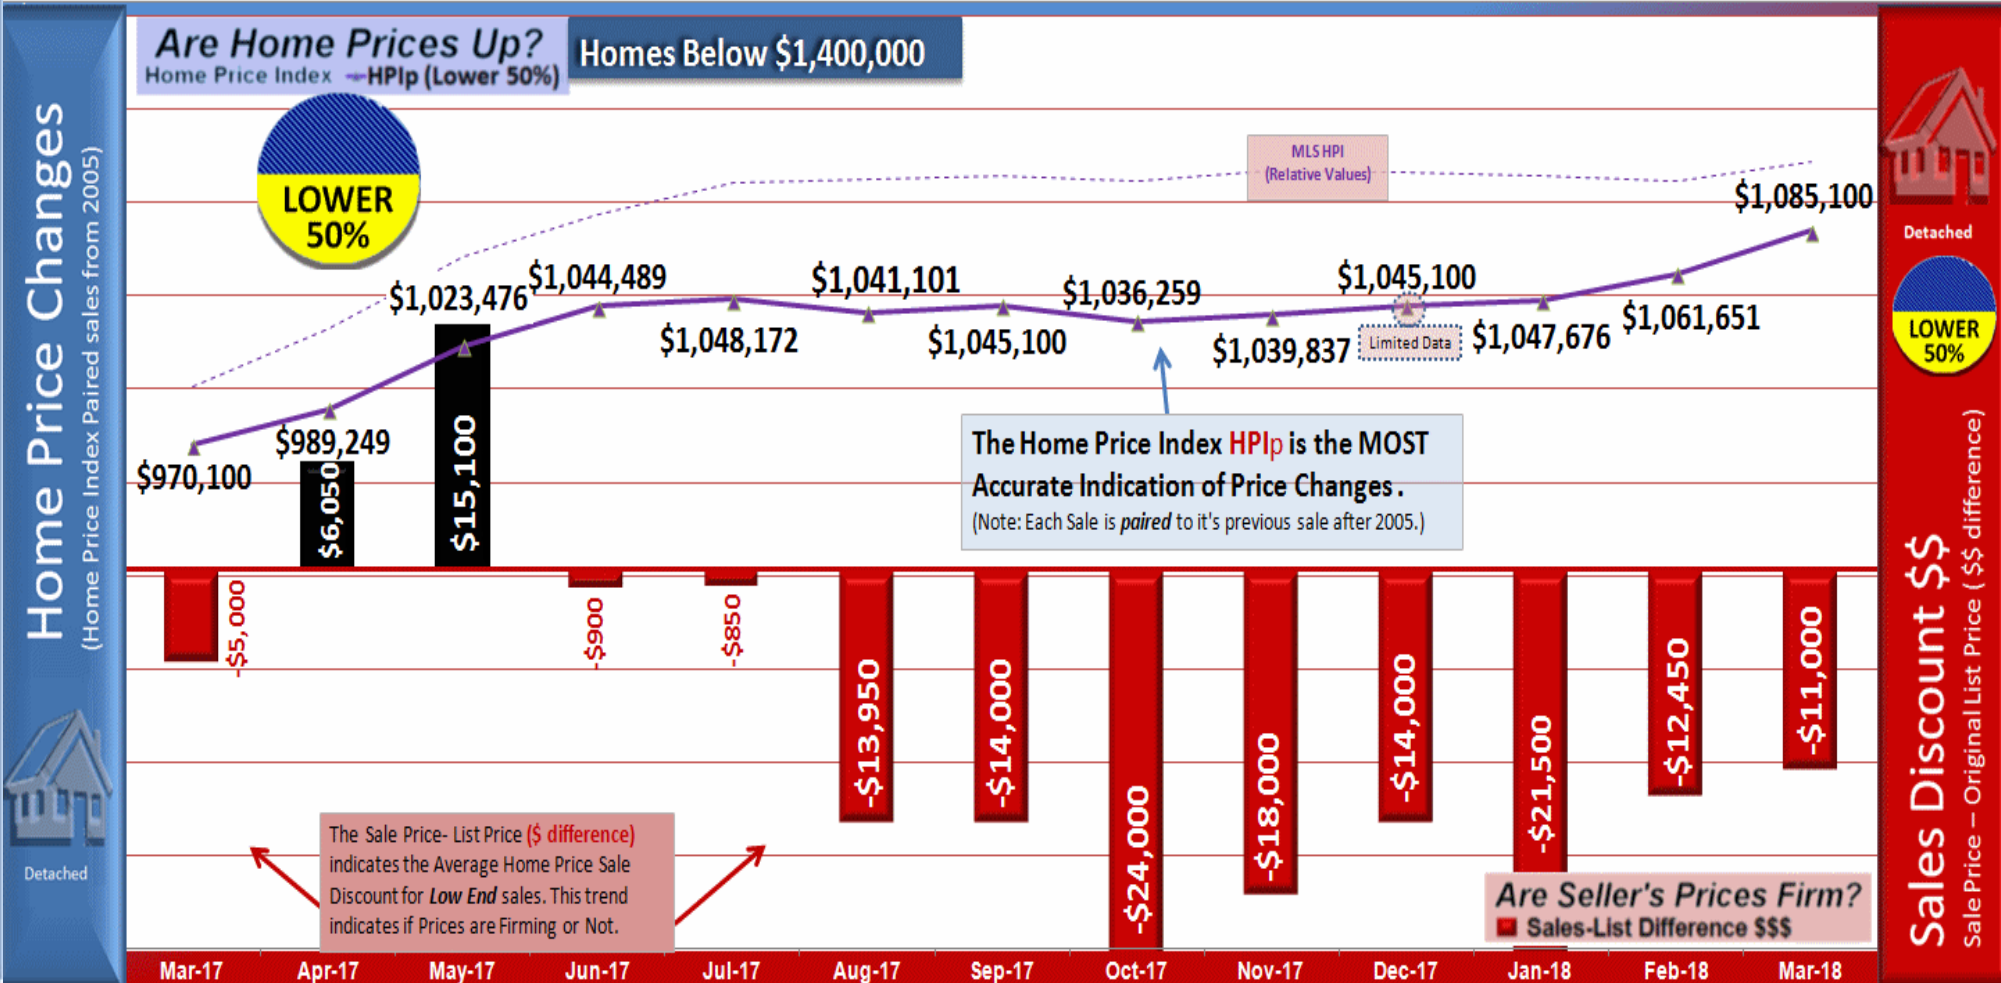 Home Price Changes
(Home Price Index Paired sales from 2005)
Detached
Are Home Prices Up?
Home Price Index HPIp (Lower 50%)
Homes Below $1,400,000
LOWER
50%
MLS HPI
(Relative Values)
$970,100
$989,249
$1,023,476
$1,044,489
$1,048,172
$1,041,101
$1,045,100
$1,036,259
$1,039,837
$1,045,100
Limited Data
$1,047,676
$1,061,651
$1,085,100
The Home Price Index HPIp is the MOST
Accurate Indication of Price Changes .
(Note: Each Sale is paired to it's previous sale after 2005.)
-$5,000
$6,050
$15,100
-$900
-$850
-$13,950
-$14,000
-$24,000
-$18,000
-$14,000
-$21,500
-$12,450
-$11,000
The Sale Price- List Price ($ difference)
indicates the Average Home Price Sale
Discount for Low End sales. This trend
indicates if Prices are Firming or Not.
Are Seller's Prices Firm?
Sales-List Difference $$$
Mar-17 Apr-17 May-17 Jun-17 Jul-17 Aug-17 Sep-17 Oct-17 Nov-17 Dec-17 Jan-18 Feb-18 Mar-18
Detached
LOWER
50%
Sales Discount $$
Sale Price – Original List Price ( $$ difference)